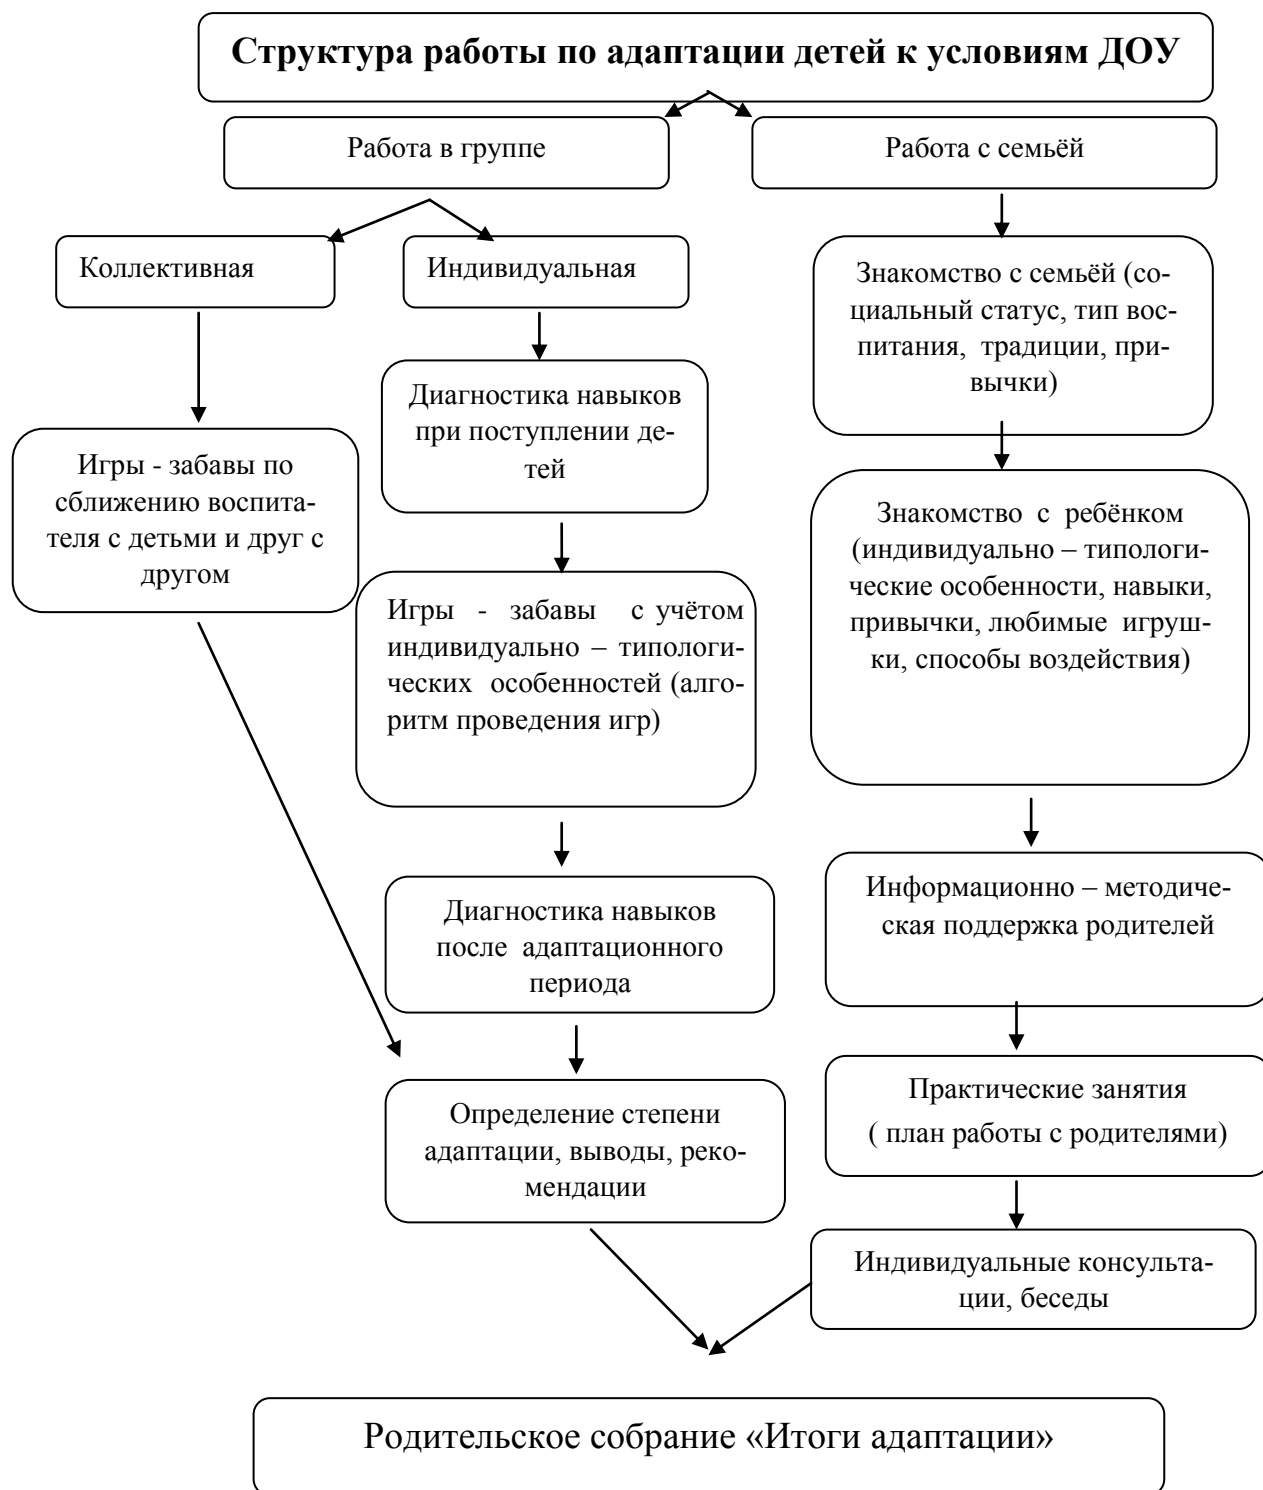 Структура работы по адаптации детей к условиям ДОУ
Работа в группе
Работа с семьёй
Коллективная
Индивидуальная
Знакомство с семьёй (со-
циальный статус, тип вос-
питания, традиции, при-
вычки)
Диагностика навыков
при поступлении де-
тей
Игры - забавы по
сближению воспита-
теля с детьми и друг с
другом
Знакомство с ребёнком
(индивидуально – типологи-
ческие особенности, навыки,
привычки, любимые игруш-
ки, способы воздействия)
Игры - забавы с учётом
индивидуально – типологи-
ческих особенностей (алго-
ритм проведения игр)
Информационно – методиче-
ская поддержка родителей
Диагностика навыков
после адаптационного
периода
Практические занятия
( план работы с родителями)
Определение степени
адаптации, выводы, реко-
мендации
Индивидуальные консульта-
ции, беседы
Родительское собрание «Итоги адаптации»